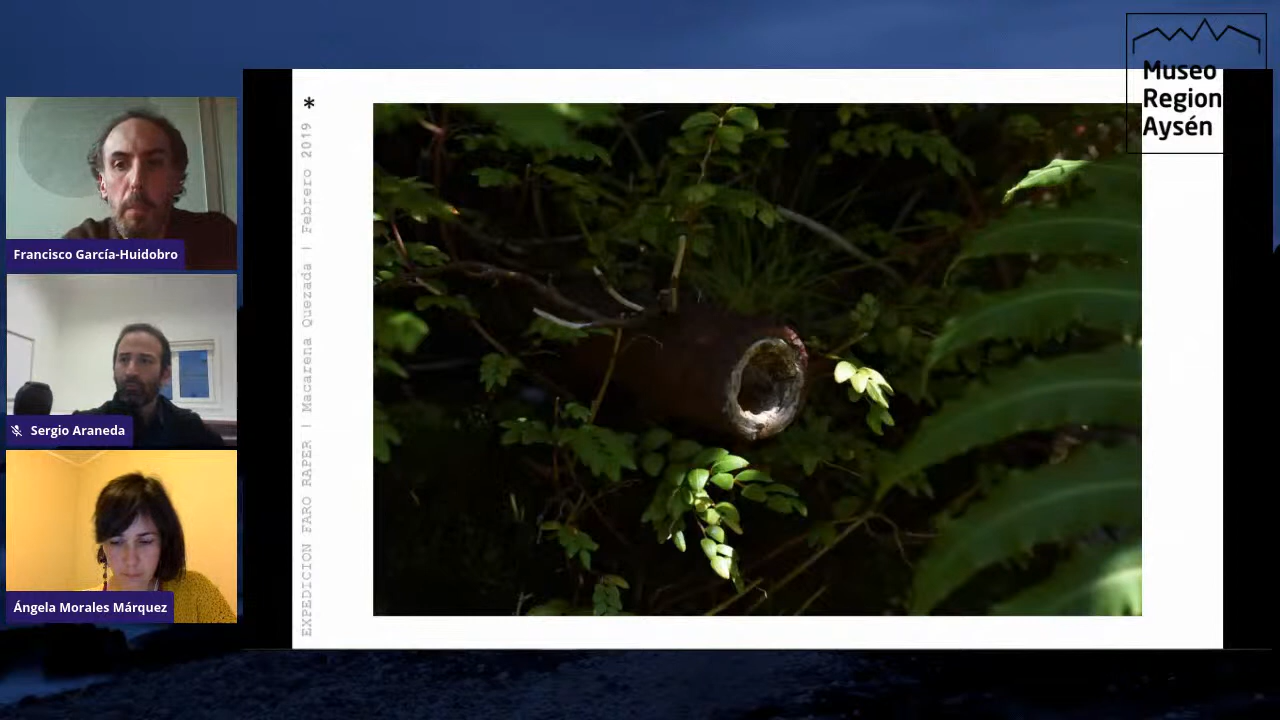 Museo
Region
Aysén
Francisco García-Huidobro
Sergio Araneda
Ángela Morales Márquez
EXPEDICION FARO RAPER | Macarena Quezada | Febrero 2019 *